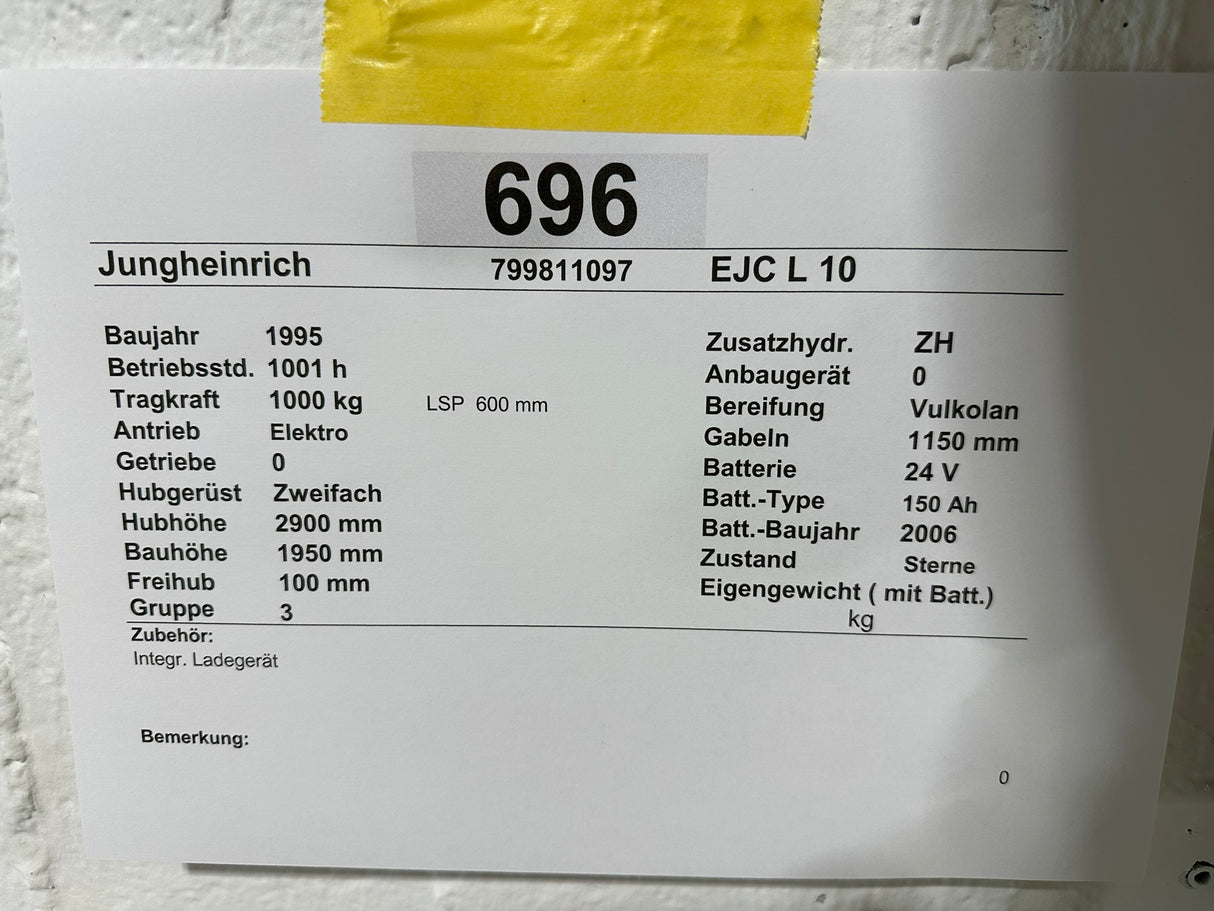 696
Jungheinrich 799811097 EJC L 10
Baujahr 1995 Zusatzhydr. ZH
Betriebsstd. 1001 h Anbaugerät 0
Tragkraft 1000 kg LSP 600 mm Bereifung Vulkolan
Antrieb Elektro Gabeln 1150 mm
Getriebe 0 Batterie 24 V
Hubgerüst Zweifach Batt.-Type 150 Ah
Hubhöhe 2900 mm Batt.-Baujahr 2006
Bauhöhe 1950 mm Zustand Sterne
Freihub 100 mm Eigengewicht ( mit Batt.)
Gruppe 3 kg
Zubehör:
Integr. Ladegerät
Bemerkung:
0